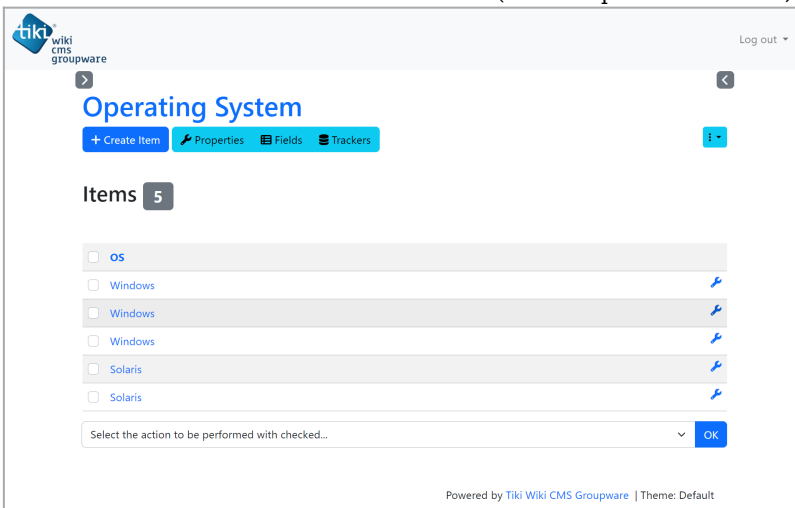 tiki
wiki
cms
groupware
Log out
Operating System
+ Create Item Properties Fields Trackers
Items 5
OS
Windows
Windows
Windows
Solaris
Solaris
Select the action to be performed with checked... OK
Powered by Tiki Wiki CMS Groupware | Theme: Default